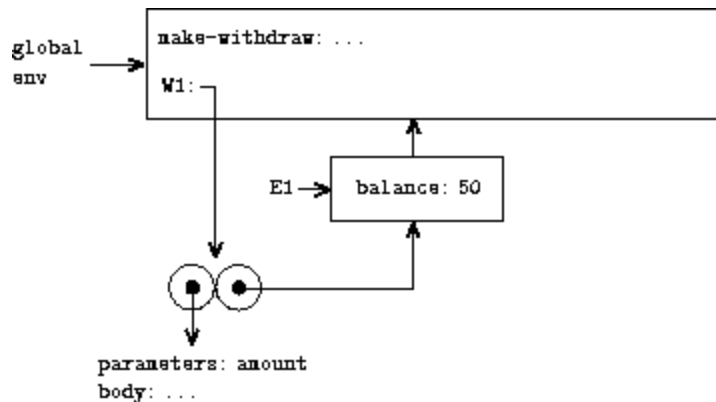 make-withdraw: ...
global
env
W1:
E1
balance: 50
parameters: amount
body: ...